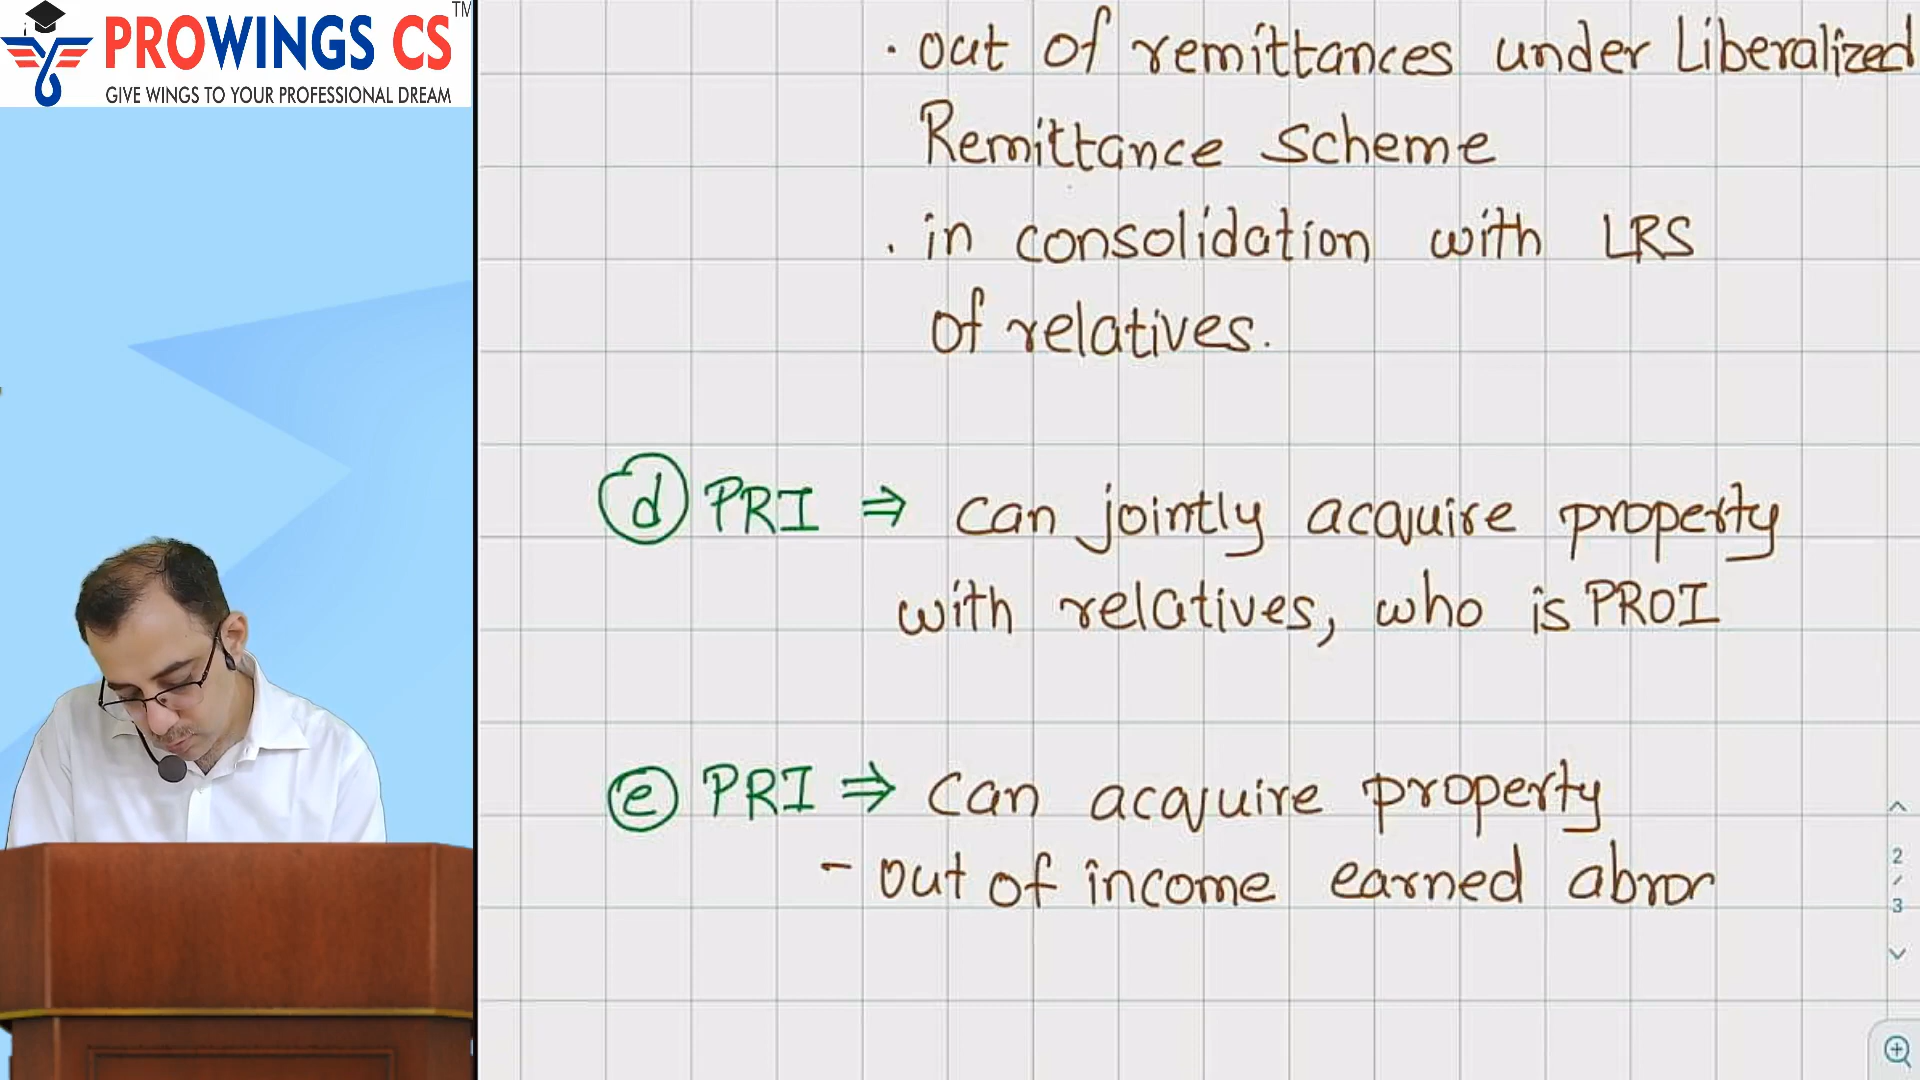 PROWINGS CS TM
GIVE WINGS TO YOUR PROFESSIONAL DREAM
. out of remittances under Liberalized
Remittance Scheme
. in consolidation with LRS
of relatives.
d PRI ⇒ can jointly acquire property
with relatives, who is PROI
e PRI ⇒ can acquire property
- out of income earned abroa
2
/
3